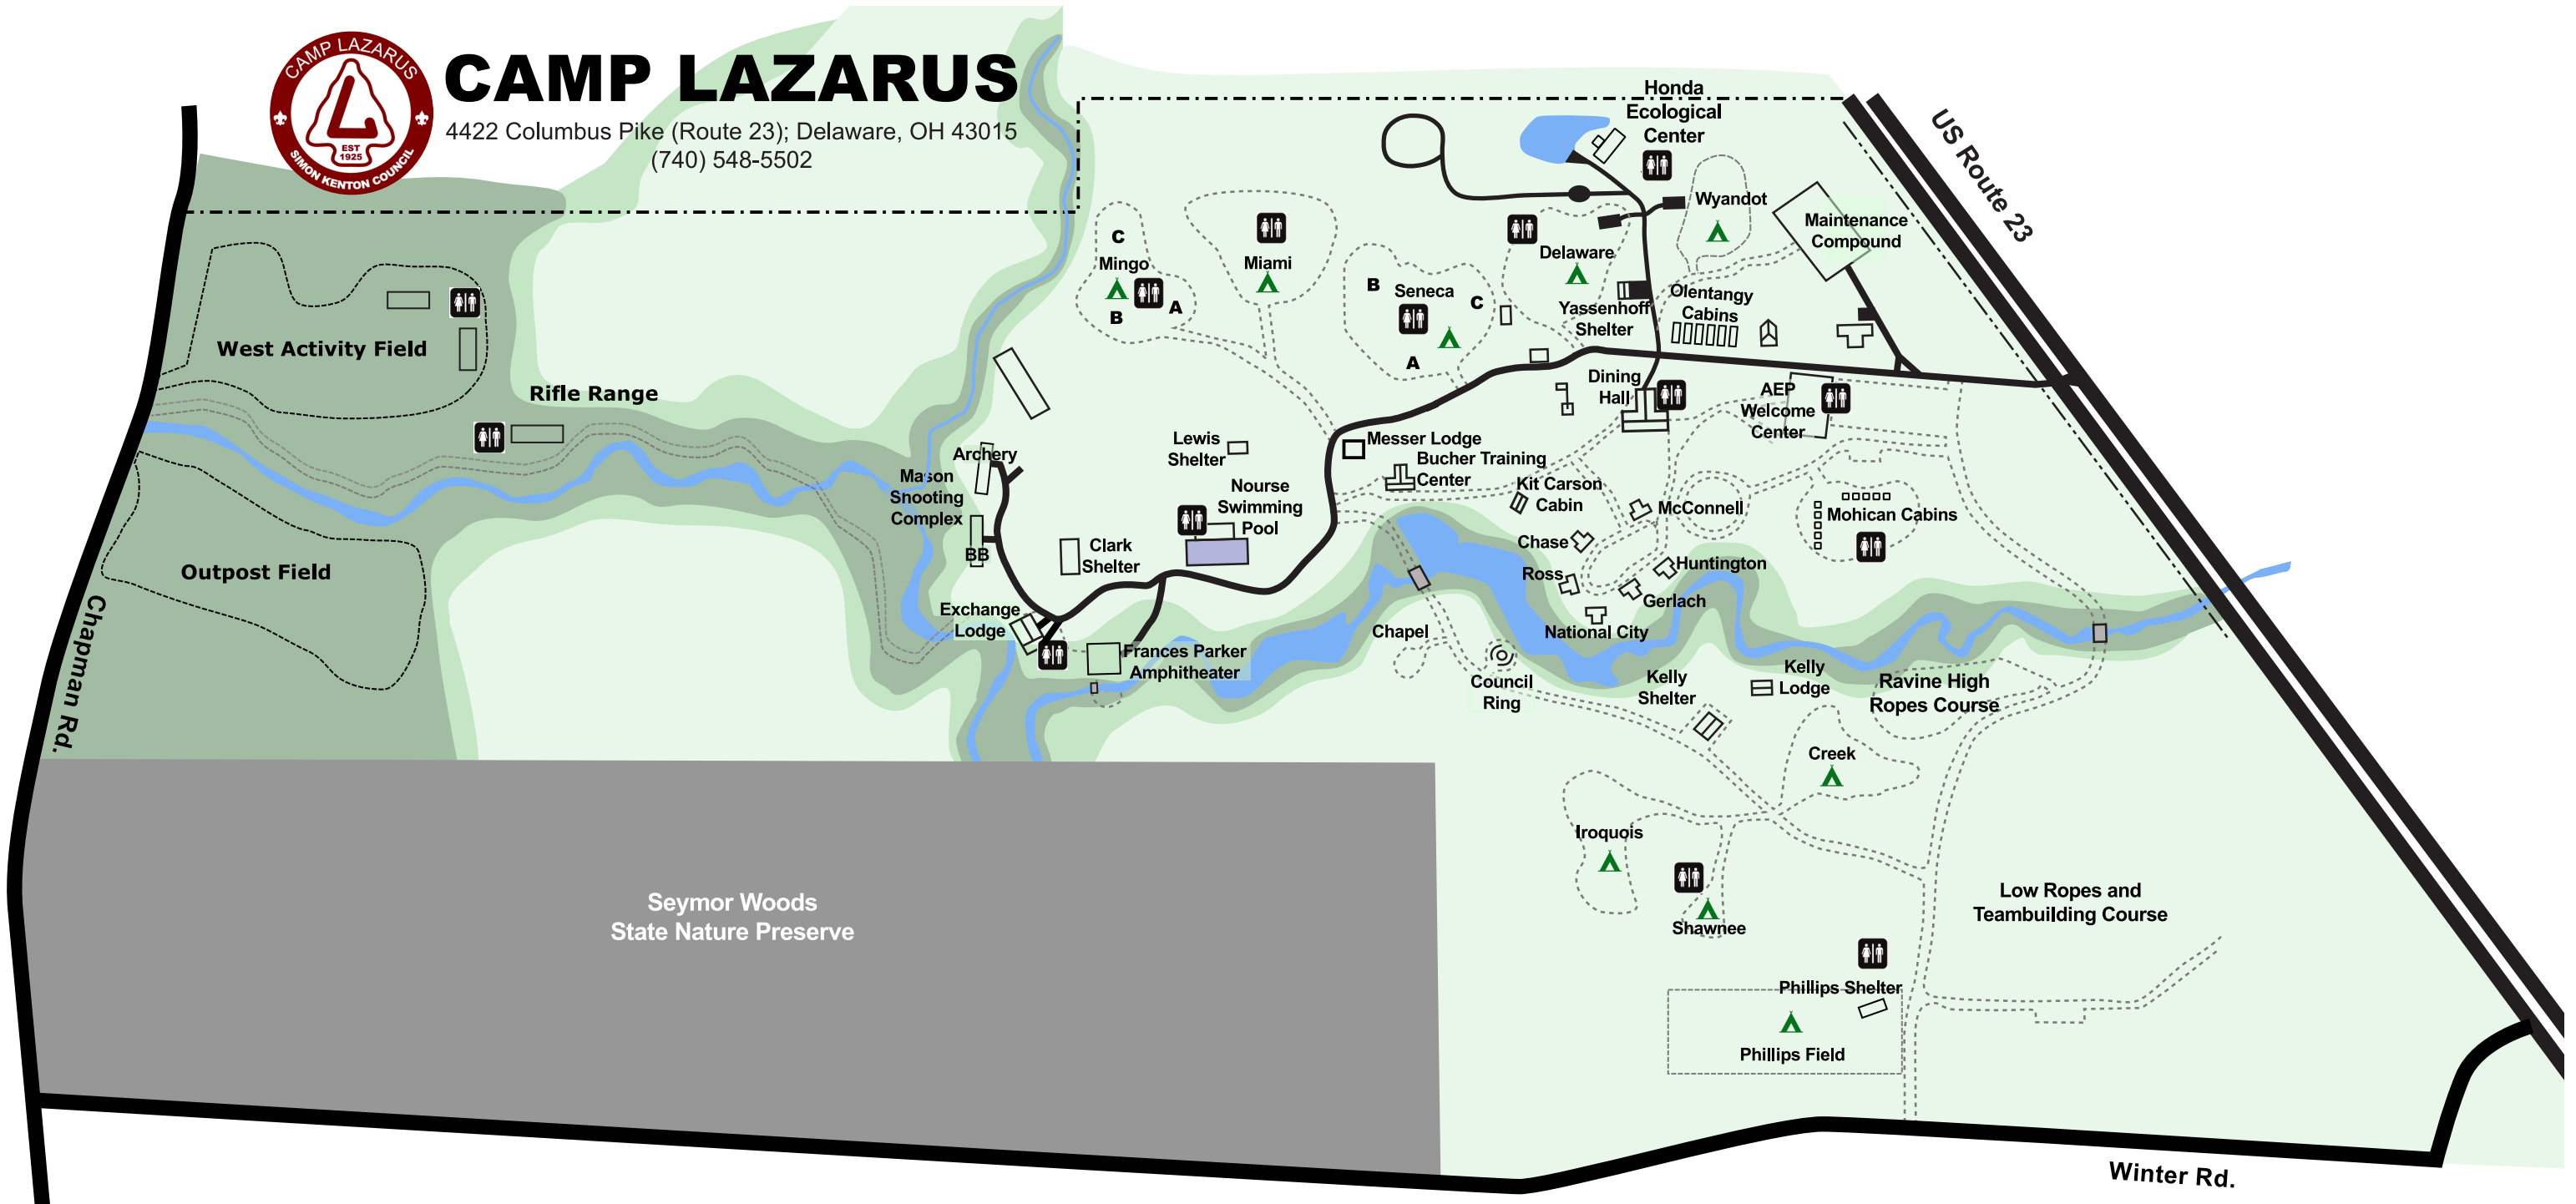 CAMP LAZARUS
EST
1925
SIMON KENTON COUNCIL
CAMP LAZARUS
4422 Columbus Pike (Route 23); Delaware, OH 43015
(740) 548-5502
Honda
Ecological
Center
US Route 23
Wyandot
Maintenance
Compound
C
Mingo
A
B
Miami
B
Seneca
C
A
Delaware
Yassenhoff
Shelter
Olentangy
Cabins
West Activity Field
Rifle Range
Dining
Hall
AEP
Welcome
Center
Archery
Mason
Shooting
Complex
BB
Lewis
Shelter
Messer Lodge
Bucher Training
Center
Nourse
Swimming
Pool
Kit Carson
Cabin
McConnell
Mohican Cabins
Clark
Shelter
Chase
Ross
Huntington
Gerlach
National City
Outpost Field
Chapman Rd.
Exchange
Lodge
Frances Parker
Amphitheater
Chapel
Council
Ring
Kelly
Shelter
Kelly
Lodge
Ravine High
Ropes Course
Creek
Iroquois
Shawnee
Low Ropes and
Teambuilding Course
Seymor Woods
State Nature Preserve
Phillips Shelter
Phillips Field
Winter Rd.